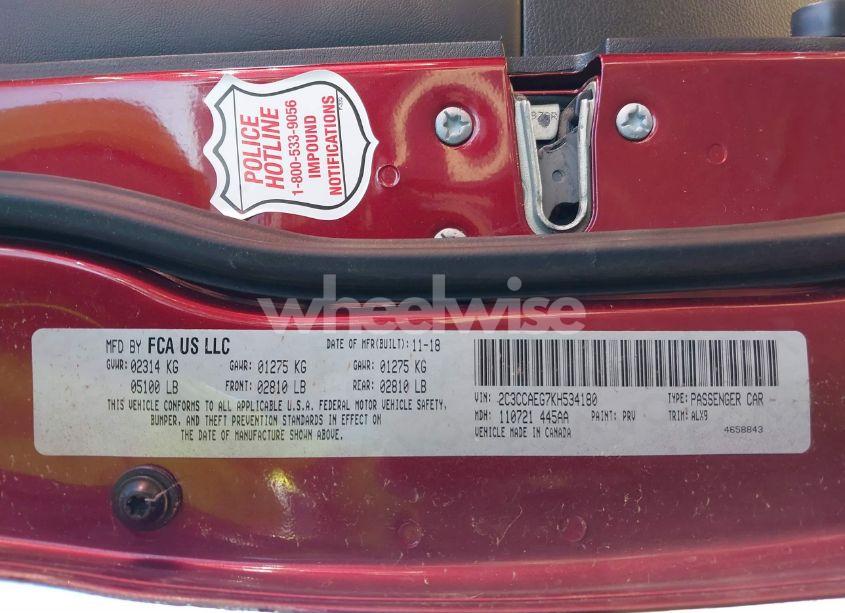 POLICE
HOTLINE
1-800-533-9056
IMPOUND
NOTIFICATIONS
wheelwise
MFD BY FCA US LLC DATE OF MFR(BUILT): 11-18
GVWR: 02314 KG GAWR: 01275 KG GAWR: 01275 KG
05100 LB FRONT: 02810 LB REAR: 02810 LB
THIS VEHICLE CONFORMS TO ALL APPLICABLE U.S.A. FEDERAL MOTOR VEHICLE SAFETY,
BUMPER, AND THEFT PREVENTION STANDARDS IN EFFECT ON
THE DATE OF MANUFACTURE SHOWN ABOVE.
VIN: 2C3CCAEG7KH534180 TYPE: PASSENGER CAR
MDH: 110721 445AA PAINT: PRV TRIM: ALX9
VEHICLE MADE IN CANADA 4658843